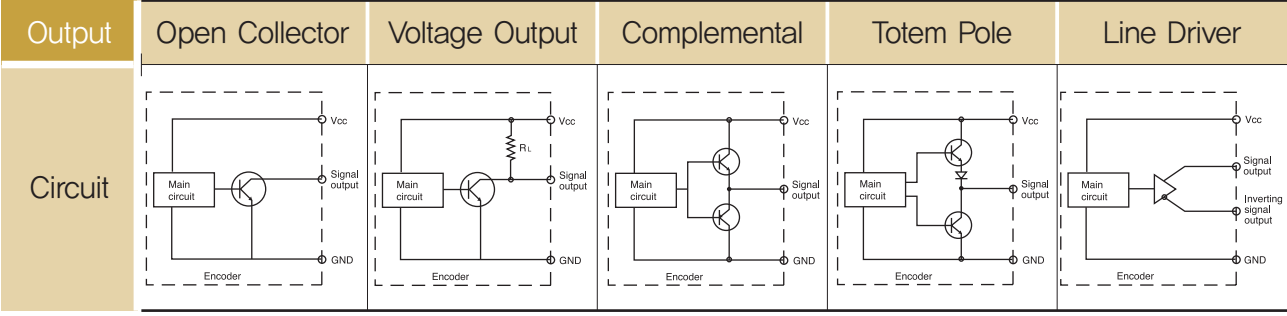 Output
Open Collector
Voltage Output
Complemental
Totem Pole
Line Driver
Circuit
Vcc
Main
circuit
Signal
output
GND
Encoder
Vcc
RL
Main
circuit
Signal
output
GND
Encoder
Vcc
Main
circuit
Signal
output
GND
Encoder
Vcc
Main
circuit
Signal
output
GND
Encoder
Vcc
Signal
output
Main
circuit
Inverting
signal
output
GND
Encoder